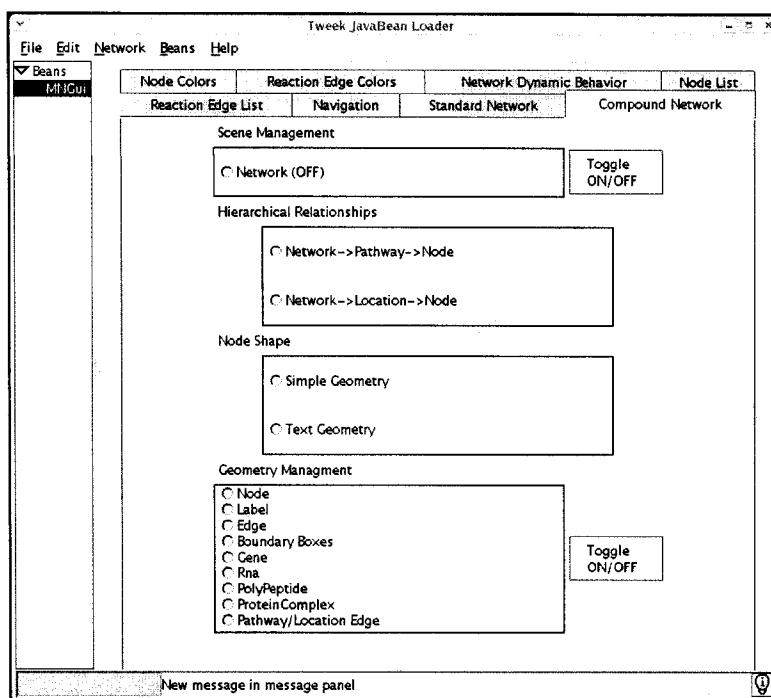 Tweek JavaBean Loader
File Edit Network Beans Help
Beans
MNGui
Node Colors Reaction Edge Colors Network Dynamic Behavior Node List
Reaction Edge List Navigation Standard Network Compound Network
Scene Management
Network (OFF)
Toggle
ON/OFF
Hierarchical Relationships
Network->Pathway->Node
Network->Location->Node
Node Shape
Simple Geometry
Text Geometry
Geometry Managment
Node
Label
Edge
Boundary Boxes
Gene
Rna
PolyPeptide
ProteinComplex
Pathway/Location Edge
Toggle
ON/OFF
New message in message panel